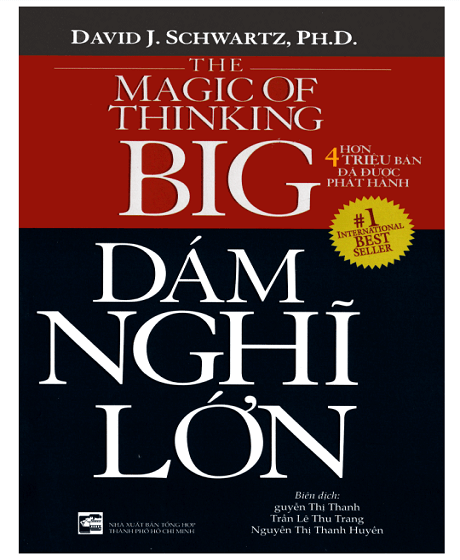 DAVID J. SCHWARTZ, PH.D.
THE
MAGIC OF
THINKING
BIG
HƠN
4 TRIỆU BẢN
ĐÃ ĐƯỢC
PHÁT HÀNH
#1
INTERNATIONAL
BEST
SELLER
DÁM
NGHĨ
LỚN
Biên dịch:
guyễn Thị Thanh
Trần Lê Thu Trang
Nguyễn Thị Thanh Huyền
NHÀ XUẤT BẢN TỔNG HỢP
THÀNH PHỐ HỒ CHÍ MINH